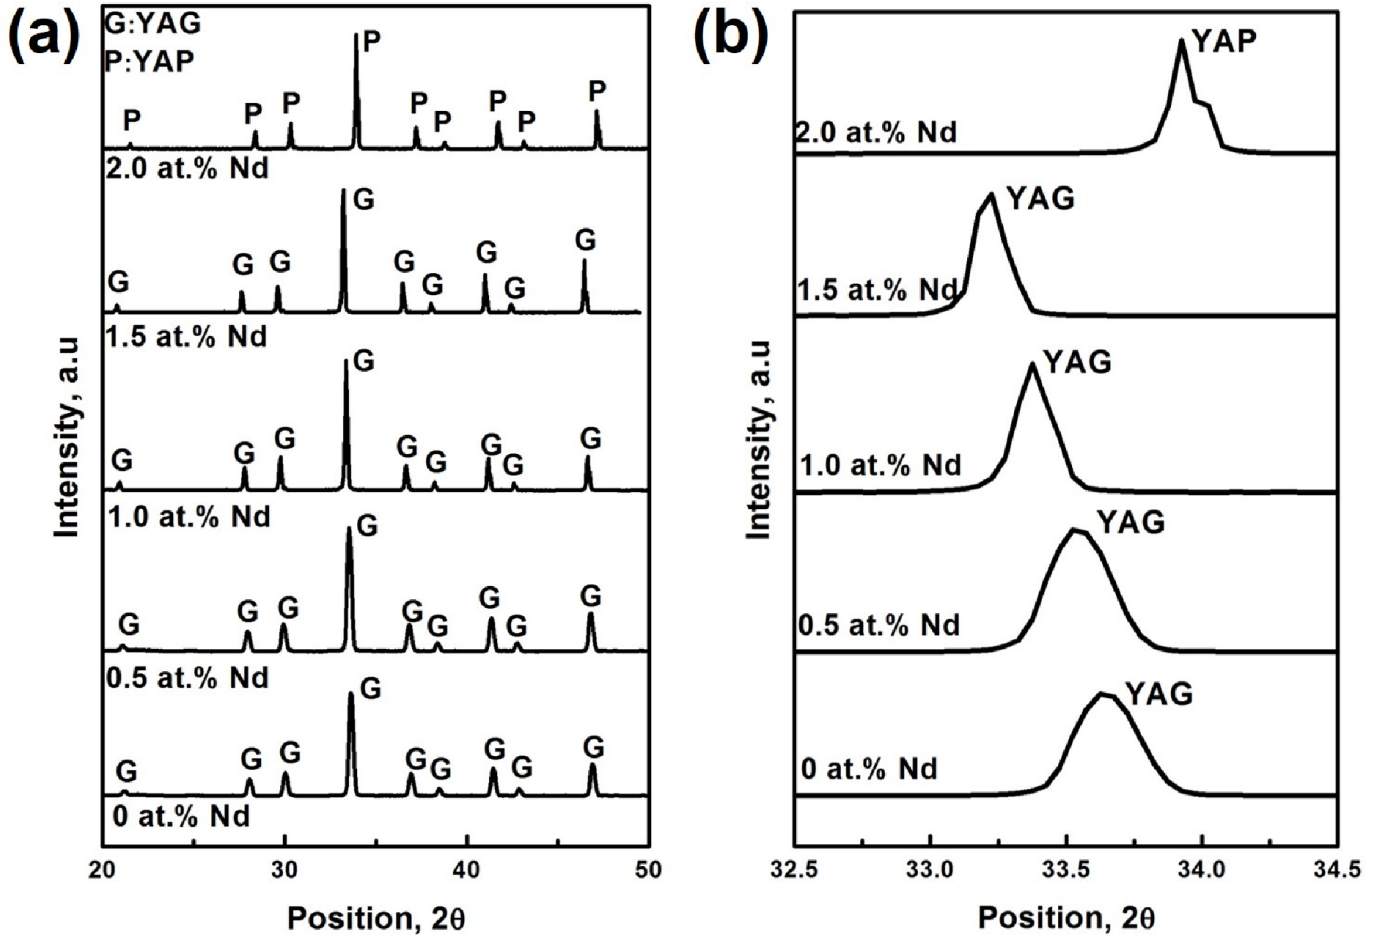 (a)
G:YAG
P:YAP
P P P P P P P P P
2.0 at.% Nd
G G G G G G G G G
1.5 at.% Nd
G G G G G G G G G
1.0 at.% Nd
G G G G G G G G G
0.5 at.% Nd
G G G G G G G G G
0 at.% Nd
Intensity, a.u
20 30 40 50
Position, 2θ
(b)
YAP
2.0 at.% Nd
YAG
1.5 at.% Nd
YAG
1.0 at.% Nd
YAG
0.5 at.% Nd
YAG
0 at.% Nd
Intensity, a.u
32.5 33.0 33.5 34.0 34.5
Position, 2θ